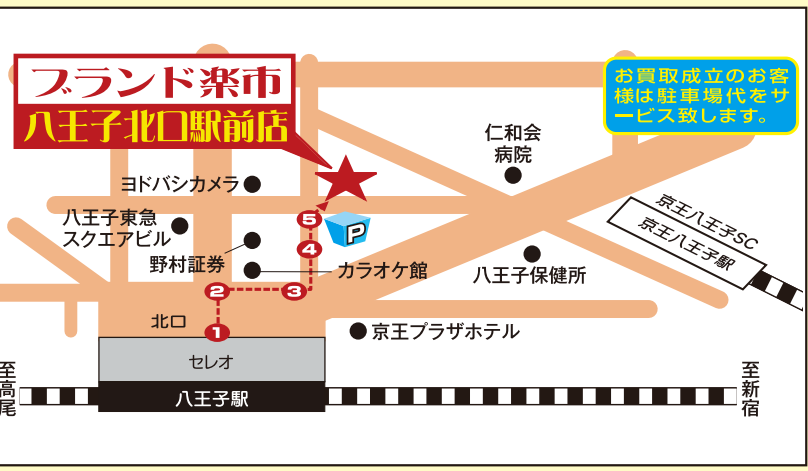 ブランド楽市
八王子北口駅前店
お買取成立のお客
様は駐車場代をサ
ービス致します。
仁和会
病院
ヨドバシカメラ
八王子東急
スクエアビル
野村証券
5
P
4
カラオケ館
八王子保健所
京王八王子SC
京王八王子駅
2
3
北口
1
京王プラザホテル
セレオ
八王子駅
至高尾
至新宿